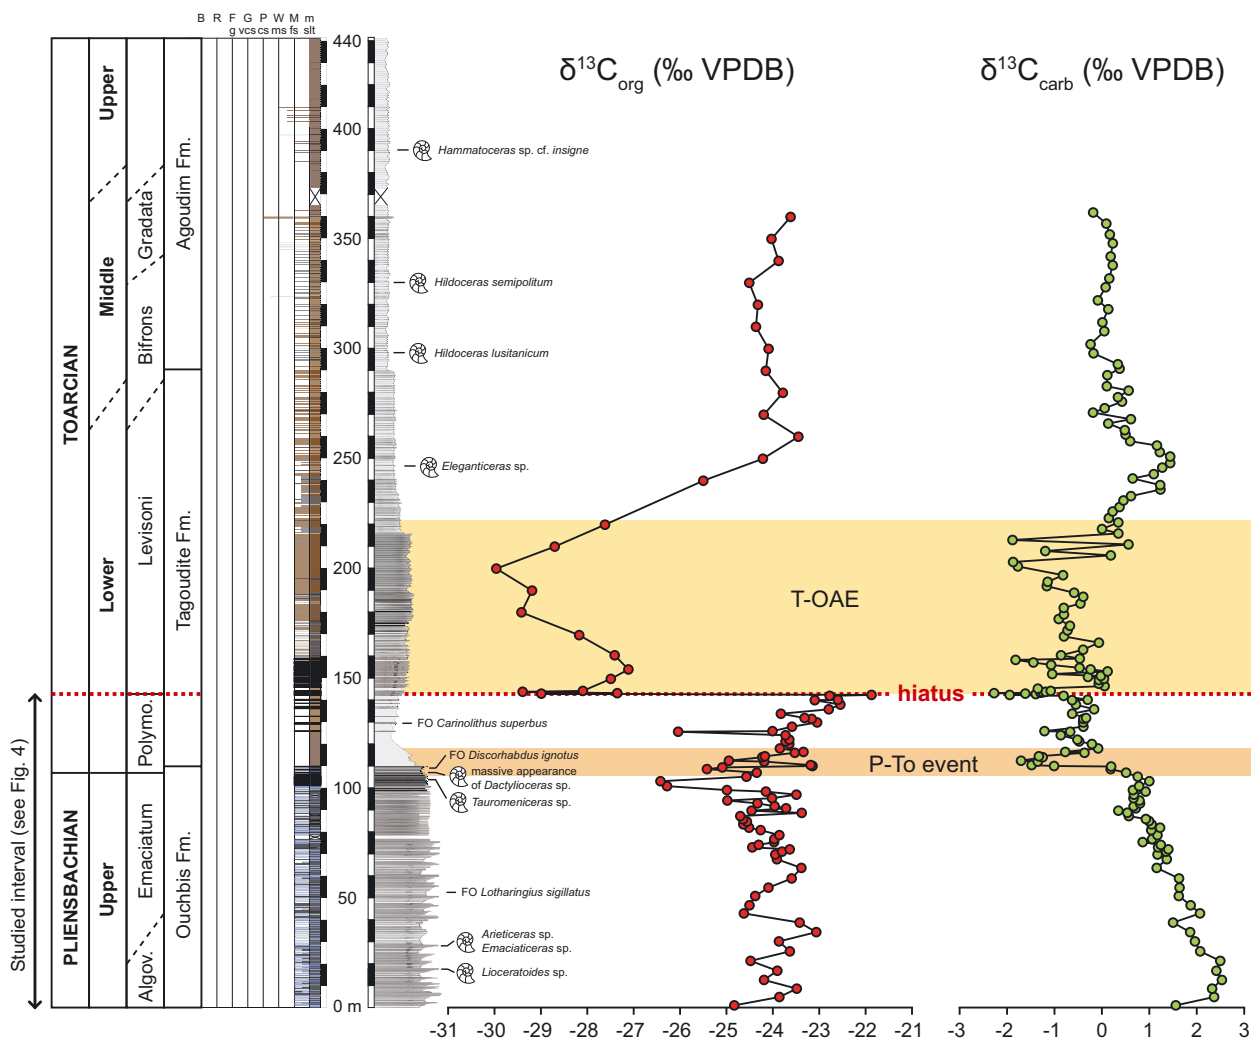 B R F G P W M m
g vcs cs ms fs slt
δ¹³Corg (‰ VPDB)
δ¹³Ccarb (‰ VPDB)
440
400
350
300
250
200
150
100
50
0 m
Studied interval (see Fig. 4)
TOARCIAN
PLIENSBACHIAN
Upper
Middle
Lower
Upper
Gradata
Bifrons
Levisoni
Polymo.
Emaciatum
Algov.
Agoudim Fm.
Tagoudite Fm.
Ouchbis Fm.
Hammatoceras sp. cf. insigne
Hildoceras semipolitum
Hildoceras lusitanicum
Eleganticeras sp.
T-OAE
hiatus
FO Carinolithus superbus
FO Discorhabdus ignotus
massive appearance
of Dactylioceras sp.
P-To event
Tauromeniceras sp.
FO Lotharingius sigillatus
Arieticeras sp.
Emaciaticeras sp.
Lioceratoides sp.
-31 -30 -29 -28 -27 -26 -25 -24 -23 -22 -21
-3 -2 -1 0 1 2 3